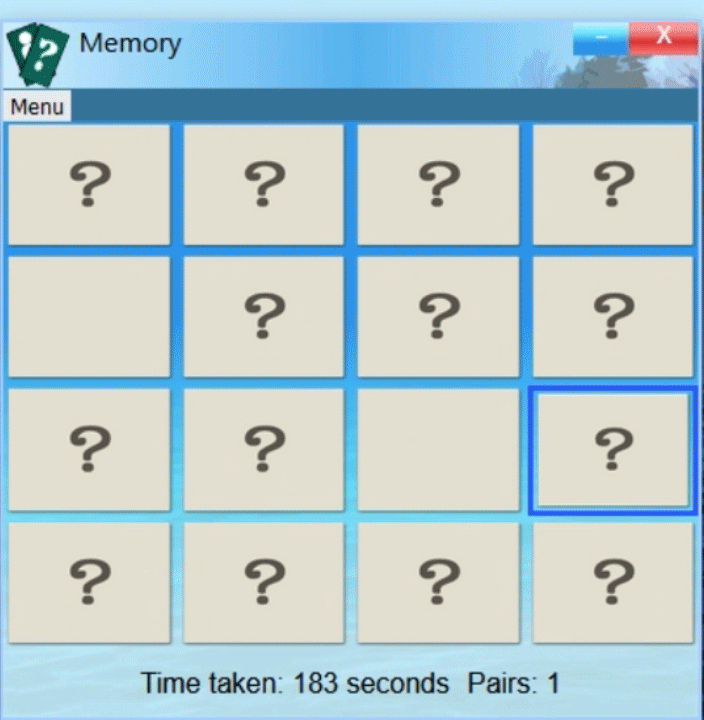 Memory
– X
Menu
? ? ? ?
? ? ?
? ? ?
? ? ? ?
Time taken: 183 seconds Pairs: 1